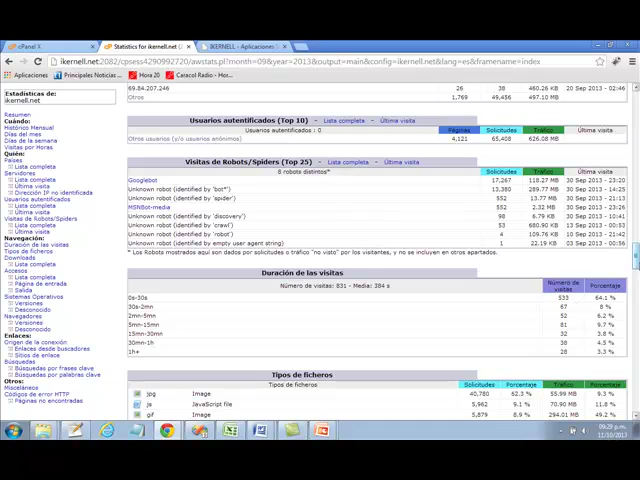 cPanel X
Statistics for ikernell.net
IKERNELL - Aplicaciones
ikernell.net:2082/cpsess4290992720/awstats.pl?month=09&year=2013&output=main&config=ikernell.net&lang=es&framename=index
Aplicaciones
Principales Noticias ...
Hora 20
Caracol Radio - Hor...
Estadísticas de:
ikernell.net
Resumen
Cuándo:
Histórico Mensual
Días del mes
Días de la semana
Visitas por Horas
Quién:
Países
Lista completa
Servidores
Lista completa
Última visita
Dirección IP no identificada
Usuarios autentificados
Lista completa
Última visita
Visitas de Robots/Spiders
Lista completa
Última visita
Navegación:
Duración de las visitas
Tipos de ficheros
Downloads
Lista completa
Accesos
Lista completa
Página de entrada
Salida
Sistemas Operativos
Versiones
Desconocido
Navegadores
Versiones
Desconocido
Enlaces:
Origen de la conexión
Enlaces desde buscadores
Sitios de enlace
Búsquedas
Búsquedas por frases clave
Búsquedas por palabras clave
Otros:
Misceláneos
Códigos de error HTTP
Páginas no encontradas
69.84.207.246 26 38 460.26 KB 20 Sep 2013 - 02:46
Otros 1,769 49,456 497.10 MB
Usuarios autentificados (Top 10) - Lista completa - Última visita
Usuarios autentificados : 0 Páginas Solicitudes Tráfico Última visita
Otros usuarios (y/o usuarios anónimos) 4,121 65,408 626.08 MB
Visitas de Robots/Spiders (Top 25) - Lista completa - Última visita
8 robots distintos* Solicitudes Tráfico Última visita
Googlebot 17,267 118.27 MB 30 Sep 2013 - 23:20
Unknown robot (identified by 'bot*') 13,380 289.77 MB 30 Sep 2013 - 14:25
Unknown robot (identified by 'spider') 552 13.77 MB 30 Sep 2013 - 21:13
MSNBot-media 552 2.32 MB 30 Sep 2013 - 23:26
Unknown robot (identified by 'discovery') 98 6.79 KB 30 Sep 2013 - 10:41
Unknown robot (identified by 'crawl') 53 680.90 KB 30 Sep 2013 - 13:53
Unknown robot (identified by 'robot') 4 109.76 KB 10 Sep 2013 - 21:42
Unknown robot (identified by empty user agent string) 1 22.19 KB 03 Sep 2013 - 00:56
* Los Robots mostrados aquí son dados por solicitudes o tráfico "no visto" por los visitantes, y no se incluyen en otros apartados.
Duración de las visitas
Número de visitas: 831 - Media: 384 s Número de visitas Porcentaje
0s-30s 533 64.1 %
30s-2mn 67 8 %
2mn-5mn 52 6.2 %
5mn-15mn 81 9.7 %
15mn-30mn 32 3.8 %
30mn-1h 38 4.5 %
1h+ 28 3.3 %
Tipos de ficheros
Tipos de ficheros Solicitudes Porcentaje Tráfico Porcentaje
jpg Image 40,780 62.3 % 55.99 MB 9.3 %
js JavaScript file 5,962 9.1 % 70.90 MB 11.8 %
gif Image 5,879 8.9 % 294.01 MB 49.2 %
09:29 p.m.
11/10/2013